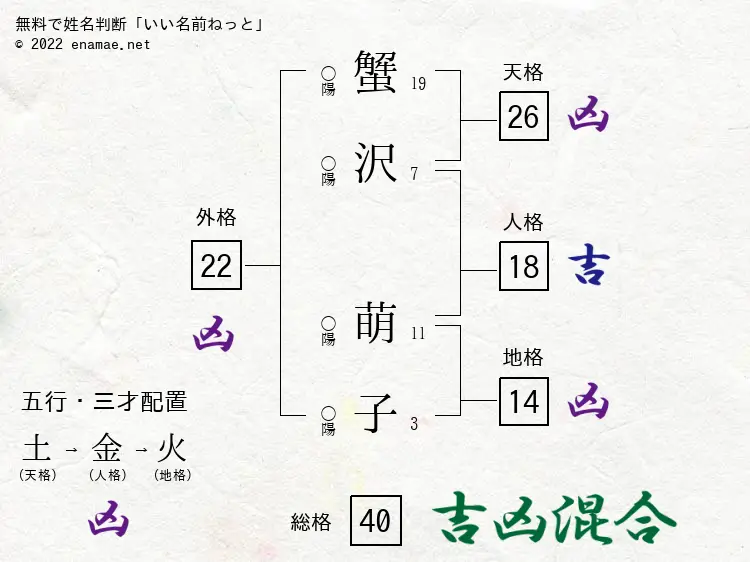 無料で姓名判断「いい名前ねっと」
© 2022 enamae.net
○陽 蟹 19
○陽 沢 7
○陽 萌 11
○陽 子 3
天格
26 凶
人格
18 吉
地格
14 凶
外格
22
凶
五行・三才配置
土→金→火
(天格) (人格) (地格)
凶
総格 40 吉凶混合